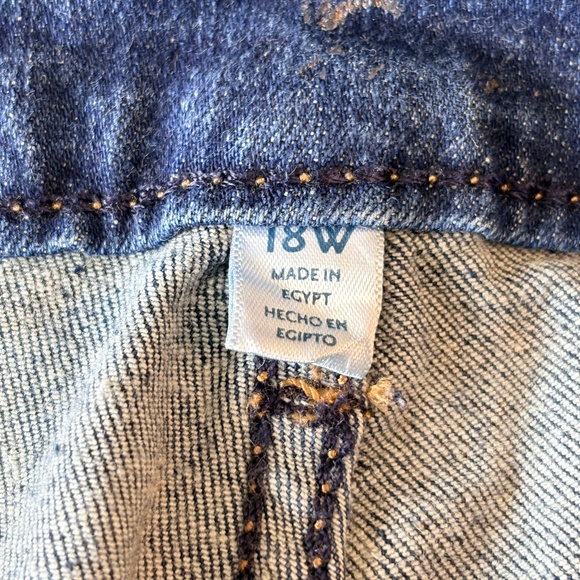 18W
MADE IN
EGYPT
HECHO EN
EGIPTO